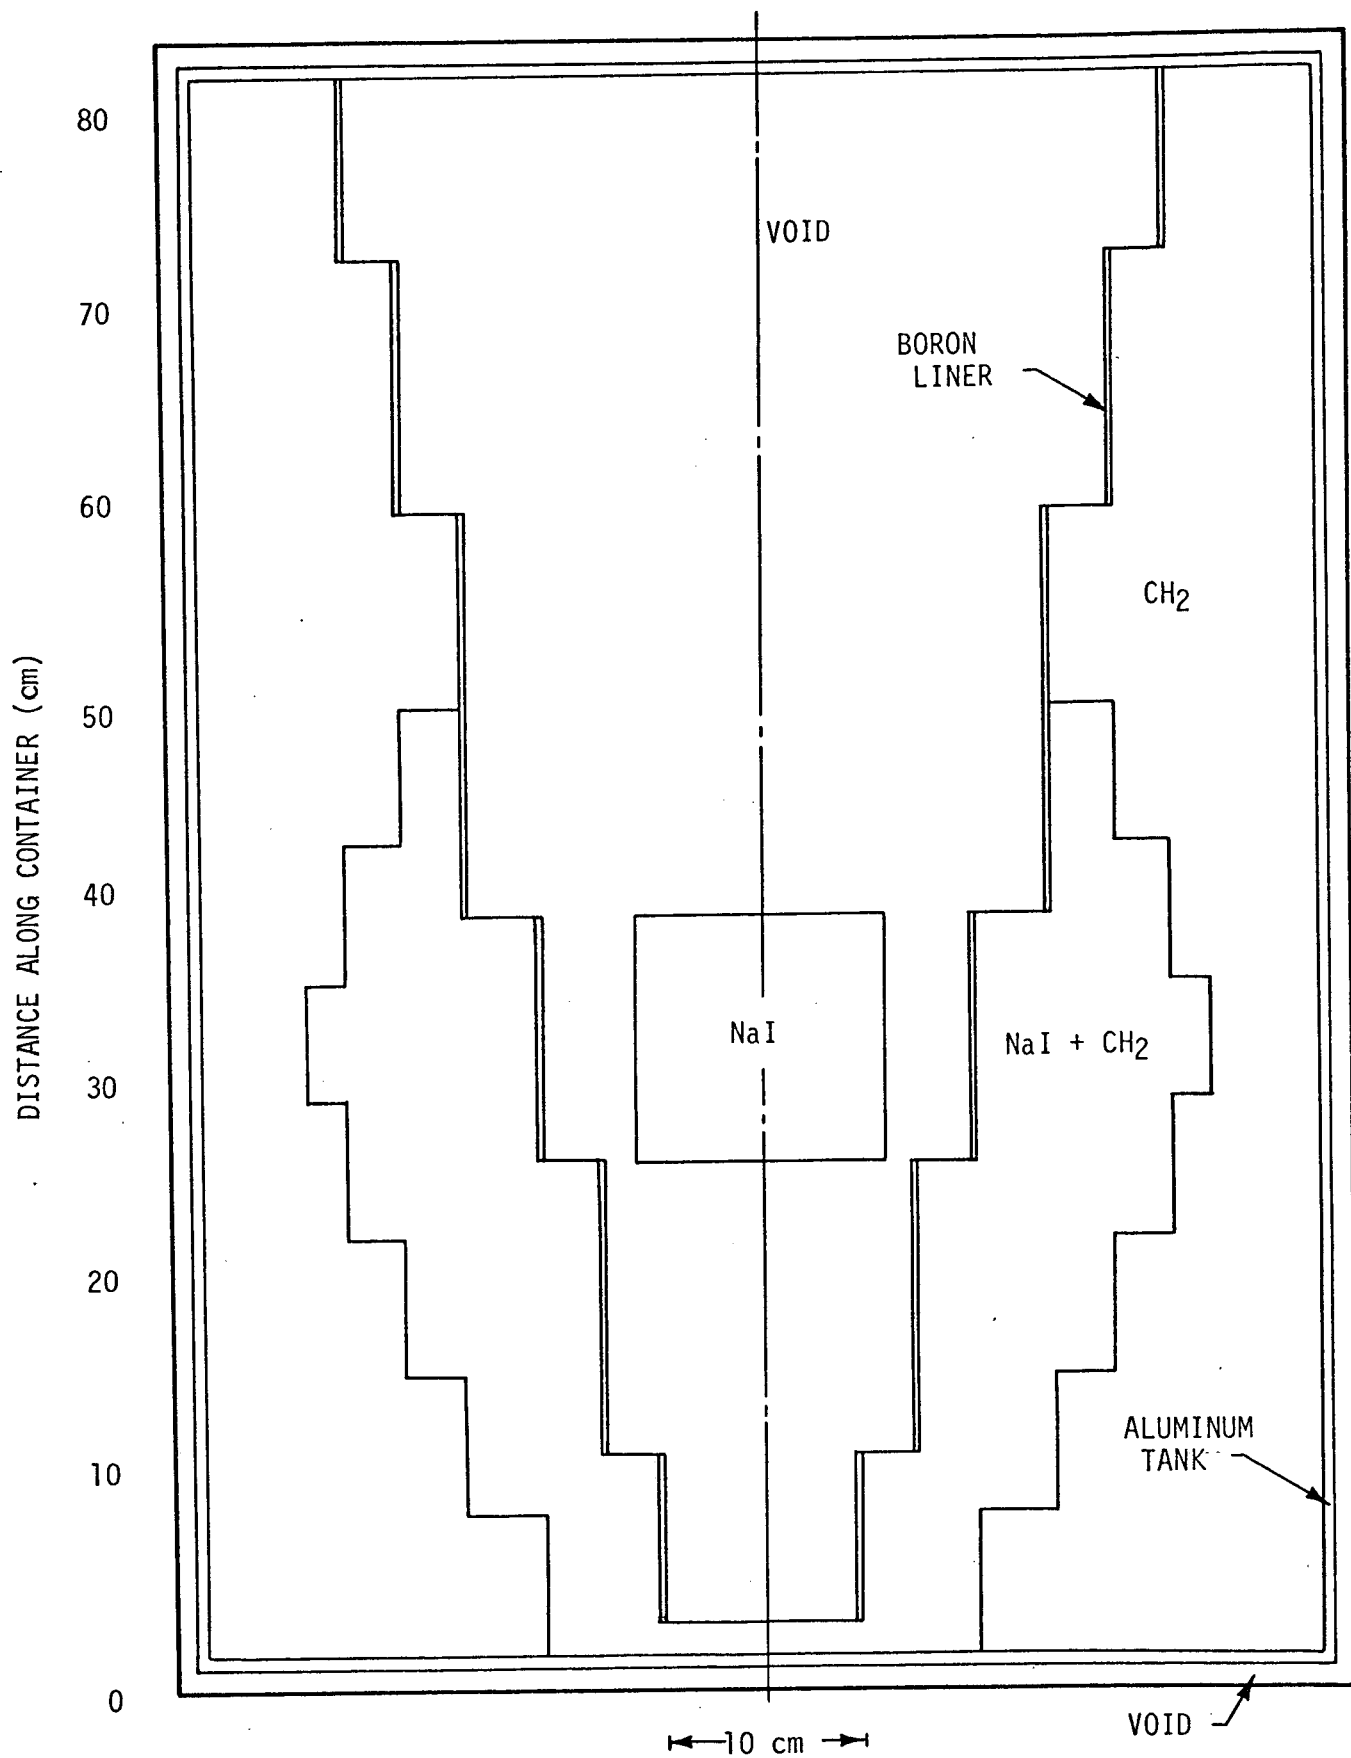 80
VOID
70
BORON
LINER
60
CH2
50
DISTANCE ALONG CONTAINER (cm)
40
NaI
NaI + CH2
30
20
ALUMINUM
TANK
10
0
VOID
10 cm